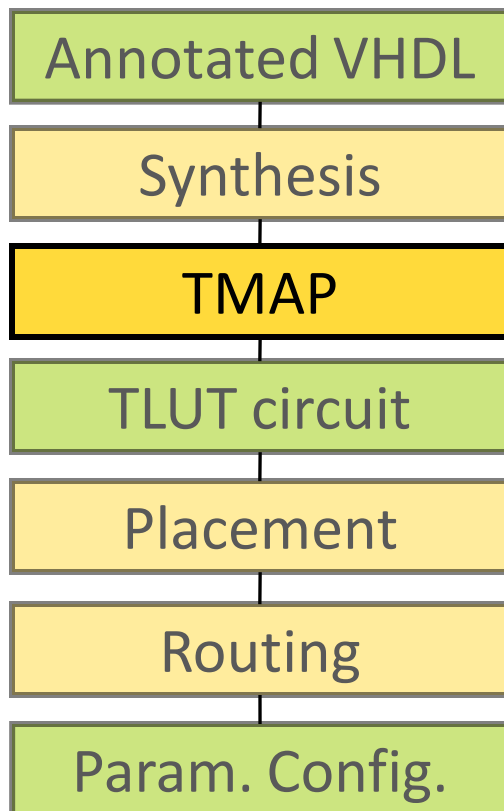 Annotated VHDL
Synthesis
TMAP
TLUT circuit
Placement
Routing
Param. Config.